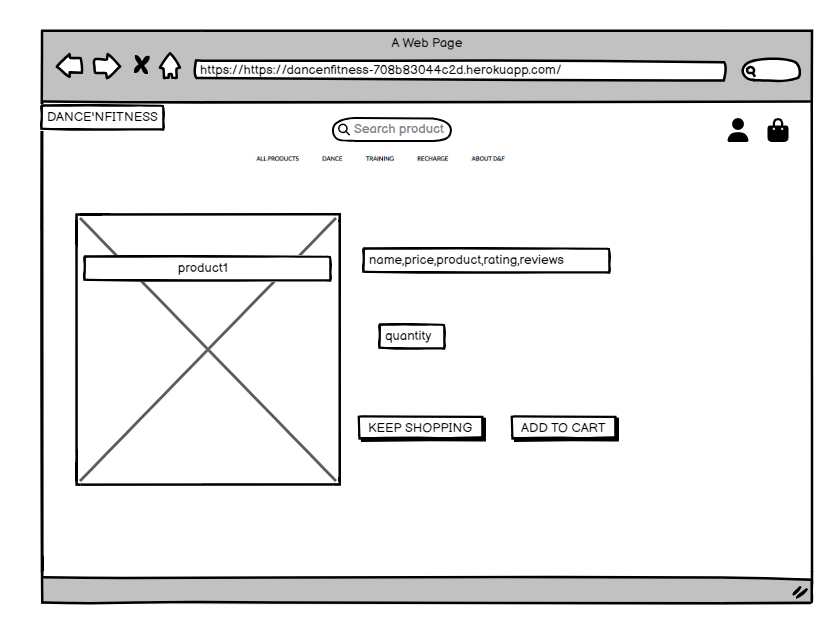 A Web Page
https://https://dancenfitness-708b83044c2d.herokuapp.com/
DANCE'NFITNESS
Search product
ALL PRODUCTS DANCE TRAINING RECHARGE ABOUT D&F
product1
name,price,product,rating,reviews
quantity
KEEP SHOPPING ADD TO CART